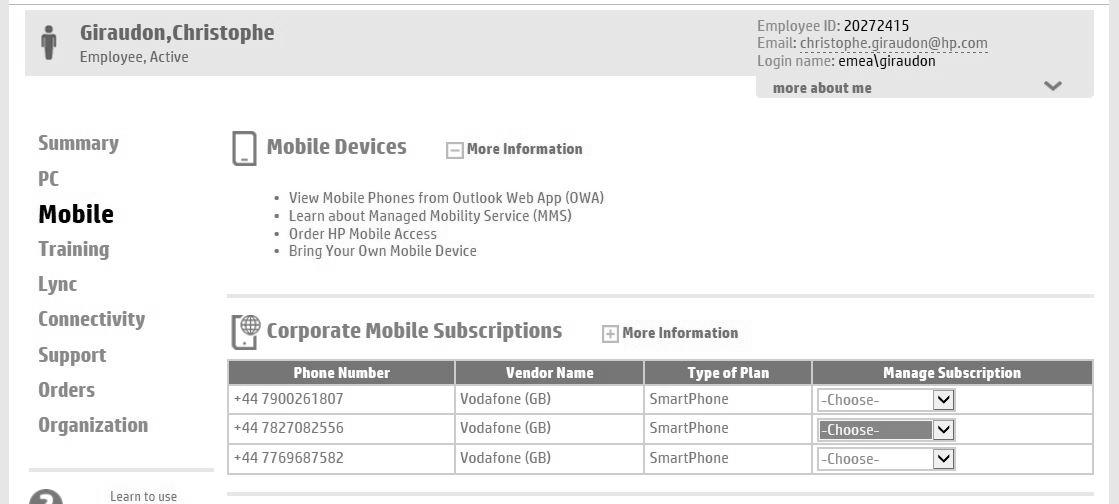 Giraudon,Christophe
Employee, Active
Employee ID: 20272415
Email: christophe.giraudon@hp.com
Login name: emea\giraudon
more about me
Summary
PC
Mobile
Training
Lync
Connectivity
Support
Orders
Organization
Learn to use
Mobile Devices More Information
• View Mobile Phones from Outlook Web App (OWA)
• Learn about Managed Mobility Service (MMS)
• Order HP Mobile Access
• Bring Your Own Mobile Device
Corporate Mobile Subscriptions More Information
Phone Number Vendor Name Type of Plan Manage Subscription
+44 7900261807 Vodafone (GB) SmartPhone -Choose-
+44 7827082556 Vodafone (GB) SmartPhone -Choose-
+44 7769687582 Vodafone (GB) SmartPhone -Choose-